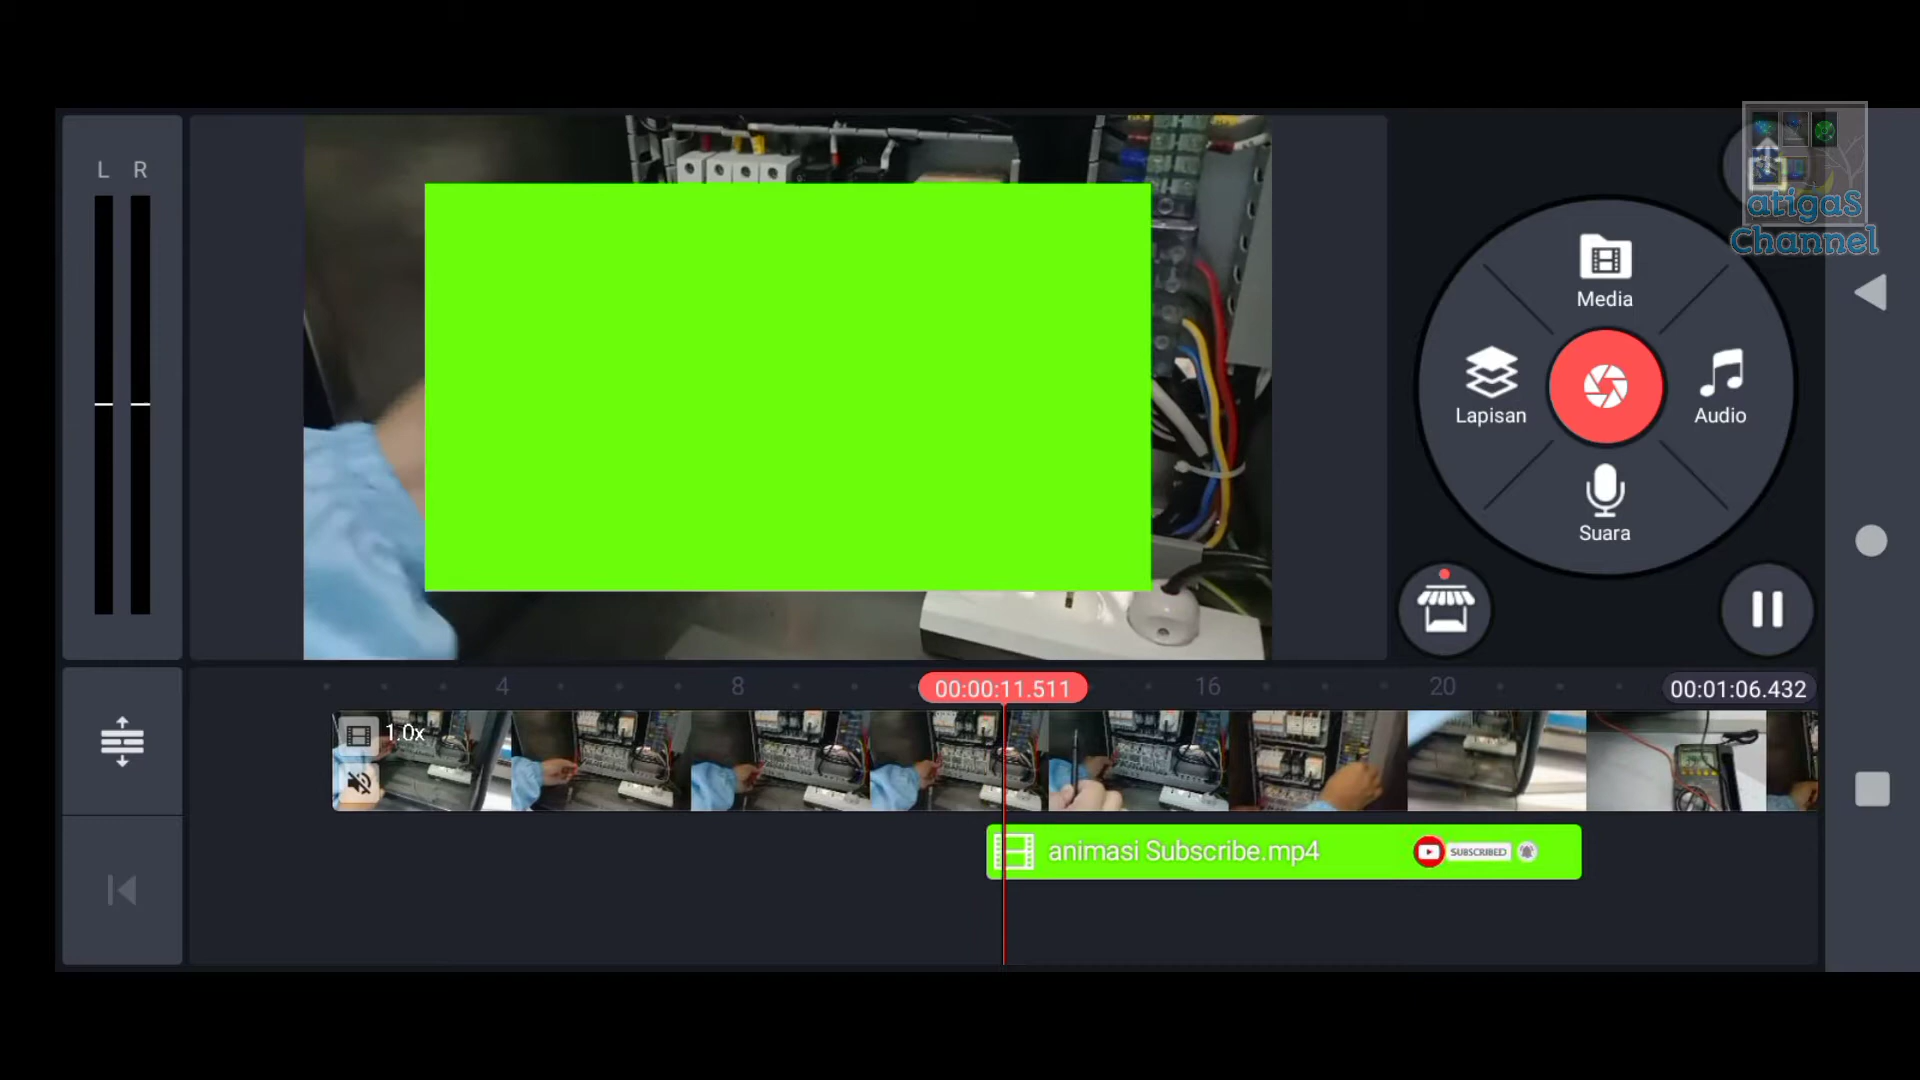 L R
atigaS
Channel
Media
Lapisan
Audio
Suara
4
8
00:00:11.511
16
20
00:01:06.432
1.0x
animasi Subscribe.mp4
SUBSCRIBED